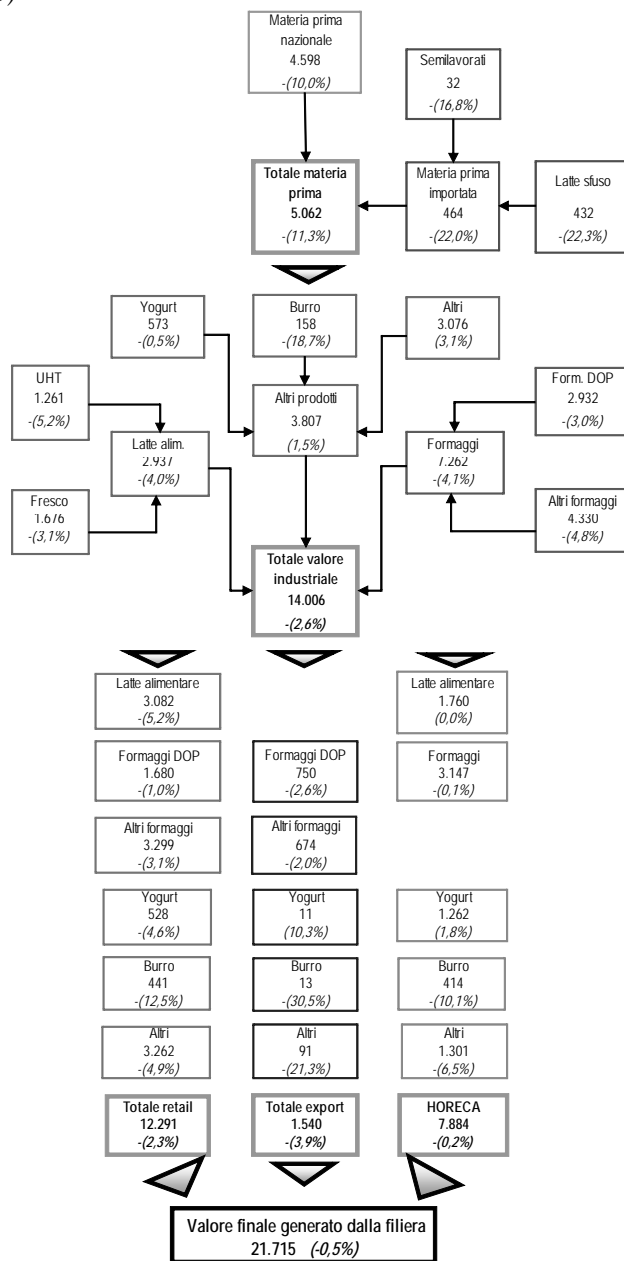 )
Materia prima
nazionale
4.598
-(10,0%)
Semilavorati
32
-(16,8%)
Totale materia
prima
5.062
-(11,3%)
Materia prima
importata
464
-(22,0%)
Latte sfuso
432
-(22,3%)
Yogurt
573
-(0,5%)
Burro
158
-(18,7%)
Altri
3.076
(3,1%)
UHT
1.261
-(5,2%)
Altri prodotti
3.807
(1,5%)
Form. DOP
2.932
-(3,0%)
Latte alim.
2.937
-(4,0%)
Formaggi
7.262
-(4,1%)
Fresco
1.676
-(3,1%)
Altri formaggi
4.330
-(4,8%)
Totale valore
industriale
14.006
-(2,6%)
Latte alimentare
3.082
-(5,2%)
Latte alimentare
1.760
(0,0%)
Formaggi DOP
1.680
-(1,0%)
Formaggi DOP
750
-(2,6%)
Formaggi
3.147
-(0,1%)
Altri formaggi
3.299
-(3,1%)
Altri formaggi
674
-(2,0%)
Yogurt
528
-(4,6%)
Yogurt
11
(10,3%)
Yogurt
1.262
(1,8%)
Burro
441
-(12,5%)
Burro
13
-(30,5%)
Burro
414
-(10,1%)
Altri
3.262
-(4,9%)
Altri
91
-(21,3%)
Altri
1.301
-(6,5%)
Totale retail
12.291
-(2,3%)
Totale export
1.540
-(3,9%)
HORECA
7.884
-(0,2%)
Valore finale generato dalla filiera
21.715 (-0,5%)